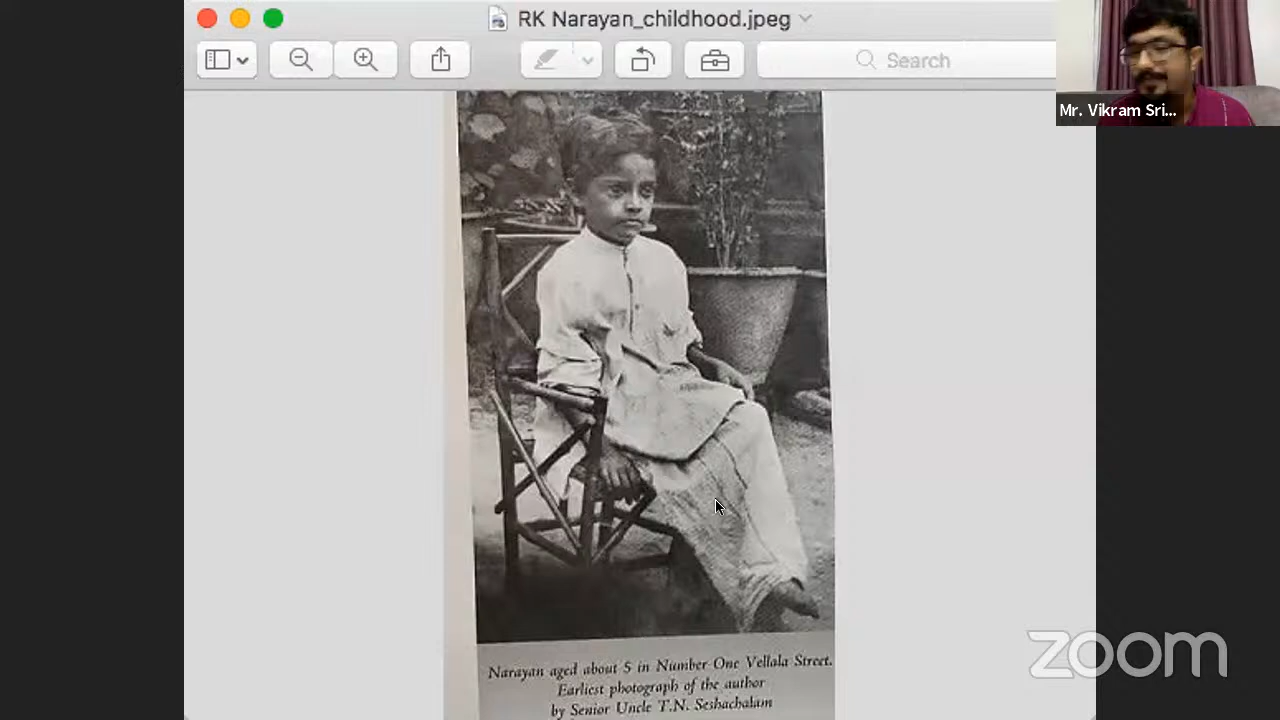 RK Narayan_childhood.jpeg
Search
Mr. Vikram Sri...
Narayan aged about 5 in Number One Vellala Street.
Earliest photograph of the author
by Senior Uncle T.N. Seshachalam
zoom